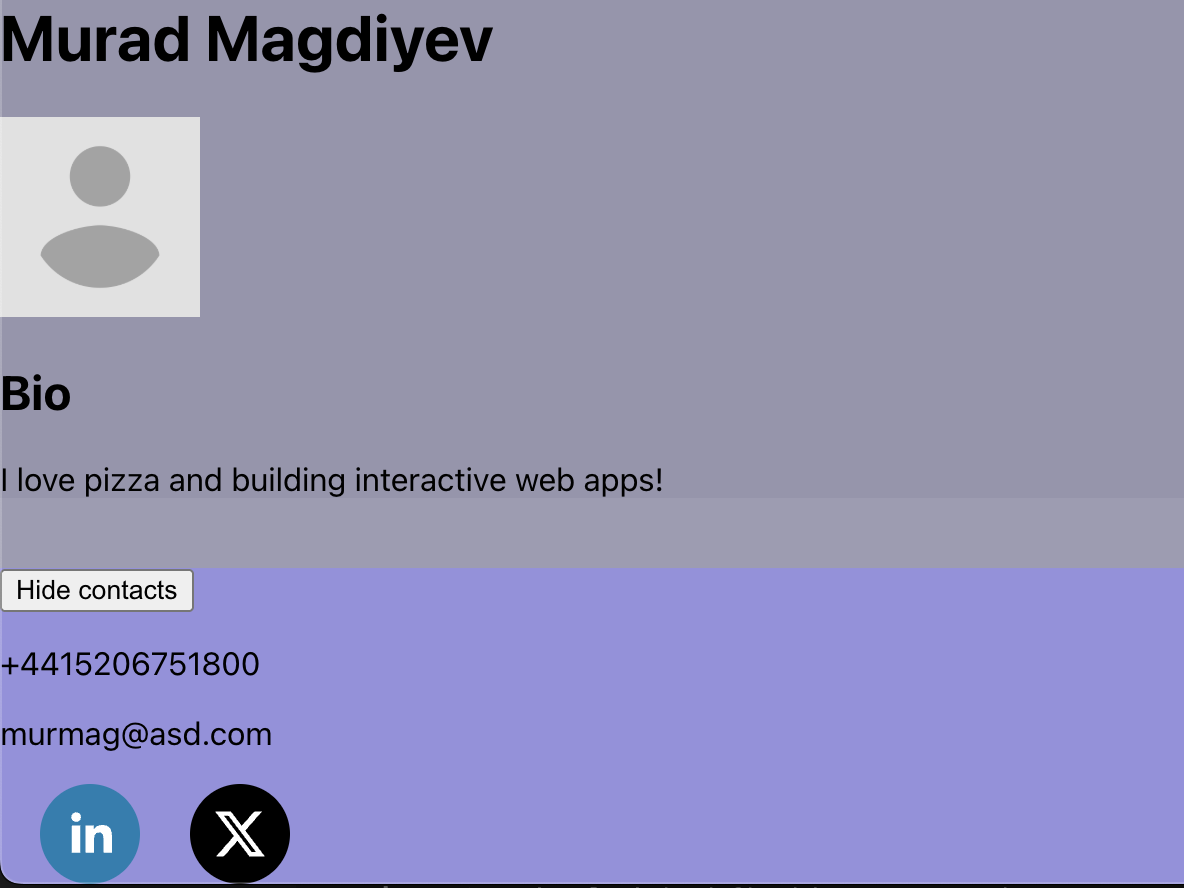 Murad Magdiyev
Bio
I love pizza and building interactive web apps!
Hide contacts
+4415206751800
murmag@asd.com
in X